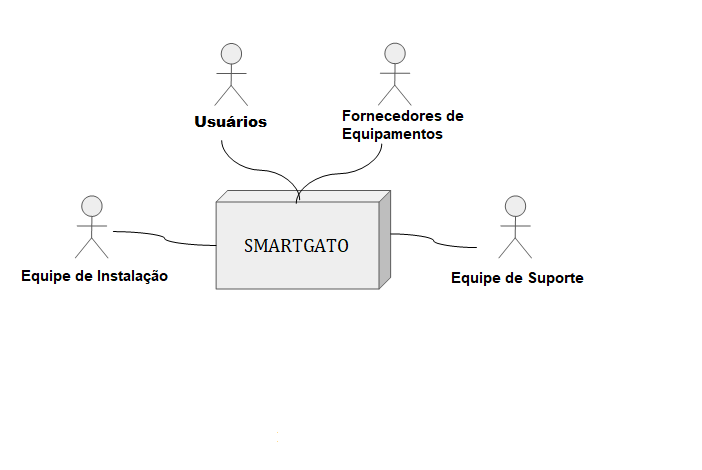 Usuários
Fornecedores de
Equipamentos
SMARTGATO
Equipe de Instalação
Equipe de Suporte